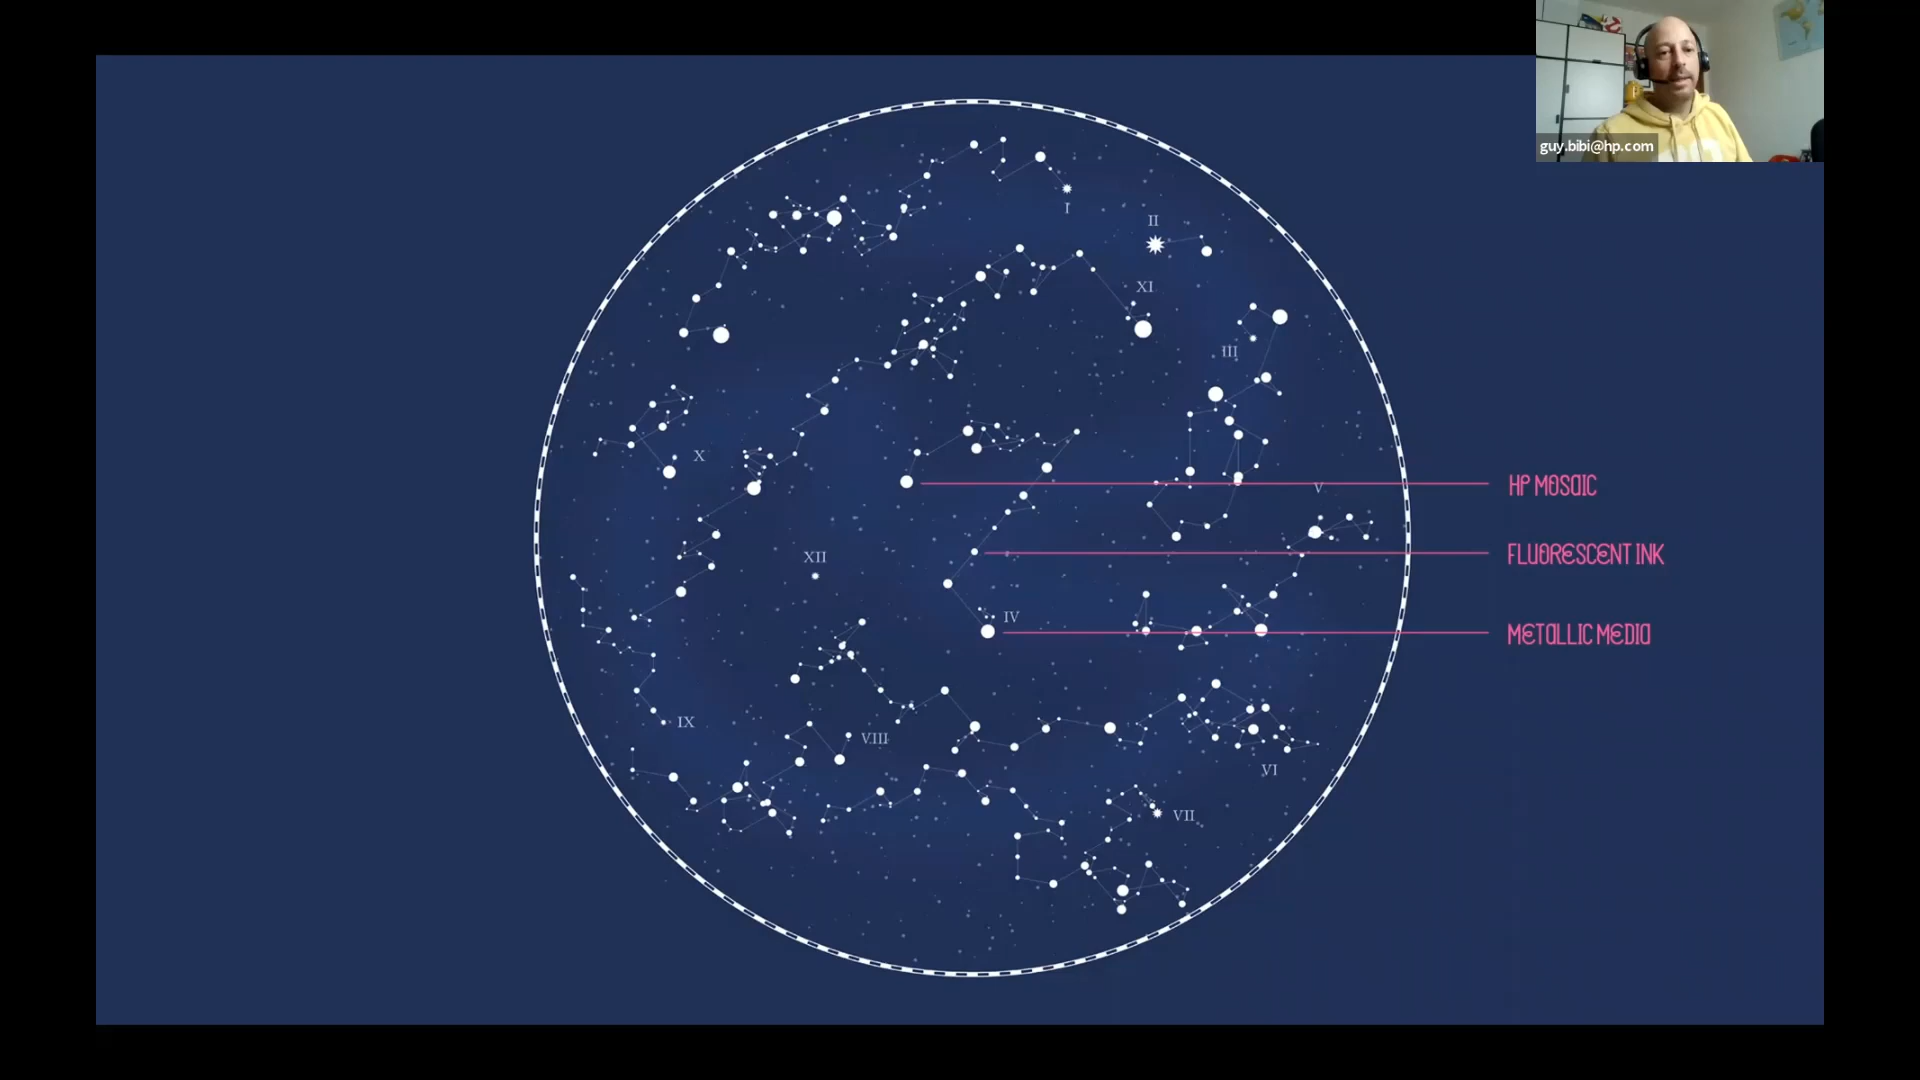 guy.bibi@hp.com
I
II
XI
III
X
V
HP MOSAIC
XII
FLUORESCENT INK
IV
METALLIC MEDIA
IX
VIII
VI
VII